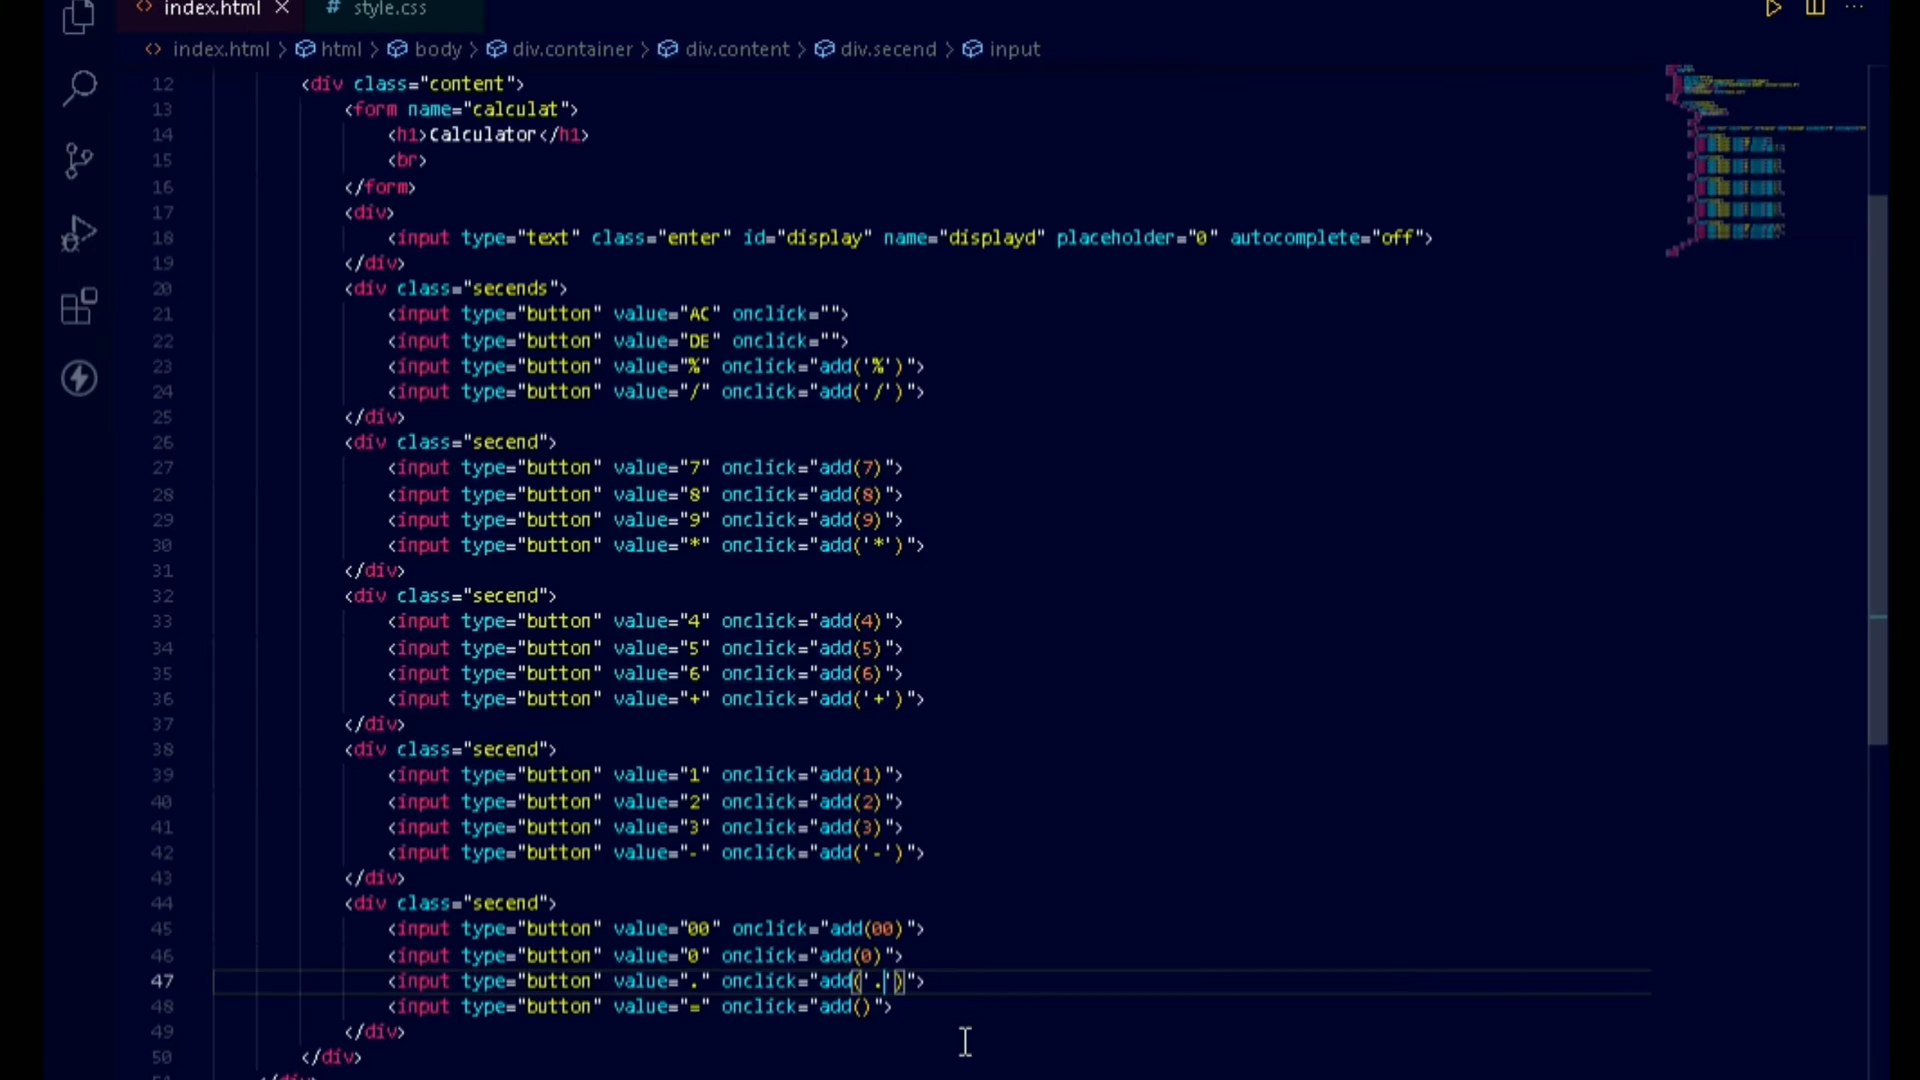 index.html
style.css
index.html > html > body > div.container > div.content > div.secend > input
12 <div class="content">
13 <form name="calculat">
14 <h1>Calculator</h1>
15 <br>
16 </form>
17 <div>
18 <input type="text" class="enter" id="display" name="displayd" placeholder="0" autocomplete="off">
19 </div>
20 <div class="secends">
21 <input type="button" value="AC" onclick="">
22 <input type="button" value="DE" onclick="">
23 <input type="button" value="%" onclick="add('%')">
24 <input type="button" value="/" onclick="add('/')">
25 </div>
26 <div class="secend">
27 <input type="button" value="7" onclick="add(7)">
28 <input type="button" value="8" onclick="add(8)">
29 <input type="button" value="9" onclick="add(9)">
30 <input type="button" value="*" onclick="add('*')">
31 </div>
32 <div class="secend">
33 <input type="button" value="4" onclick="add(4)">
34 <input type="button" value="5" onclick="add(5)">
35 <input type="button" value="6" onclick="add(6)">
36 <input type="button" value="+" onclick="add('+')">
37 </div>
38 <div class="secend">
39 <input type="button" value="1" onclick="add(1)">
40 <input type="button" value="2" onclick="add(2)">
41 <input type="button" value="3" onclick="add(3)">
42 <input type="button" value="-" onclick="add('-')">
43 </div>
44 <div class="secend">
45 <input type="button" value="00" onclick="add(00)">
46 <input type="button" value="0" onclick="add(0)">
47 <input type="button" value="." onclick="add('.')">
48 <input type="button" value="=" onclick="add()">
49 </div>
50 </div>